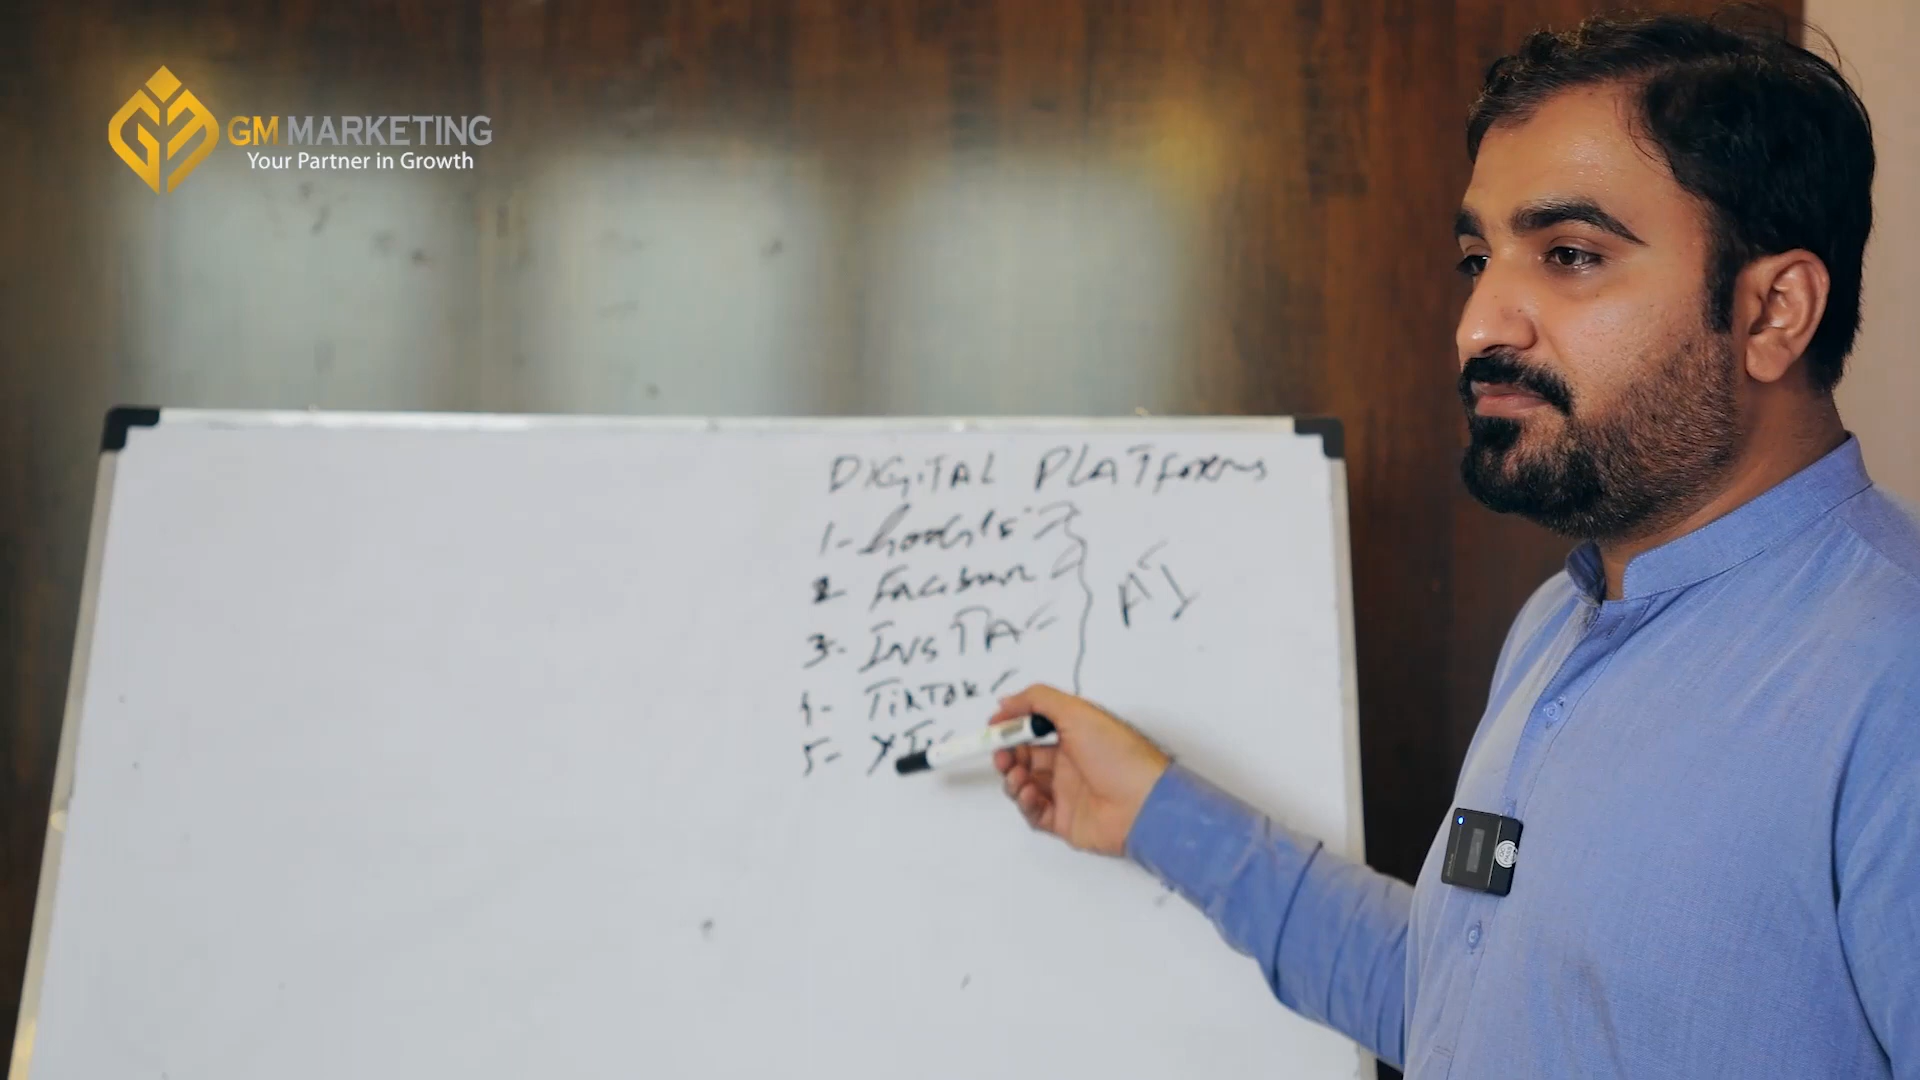 GM MARKETING
Your Partner in Growth
DIGITAL PLATFORMS
1- Google
2- Facebook
3- INSTA
4- TikTok
5- YT
AI